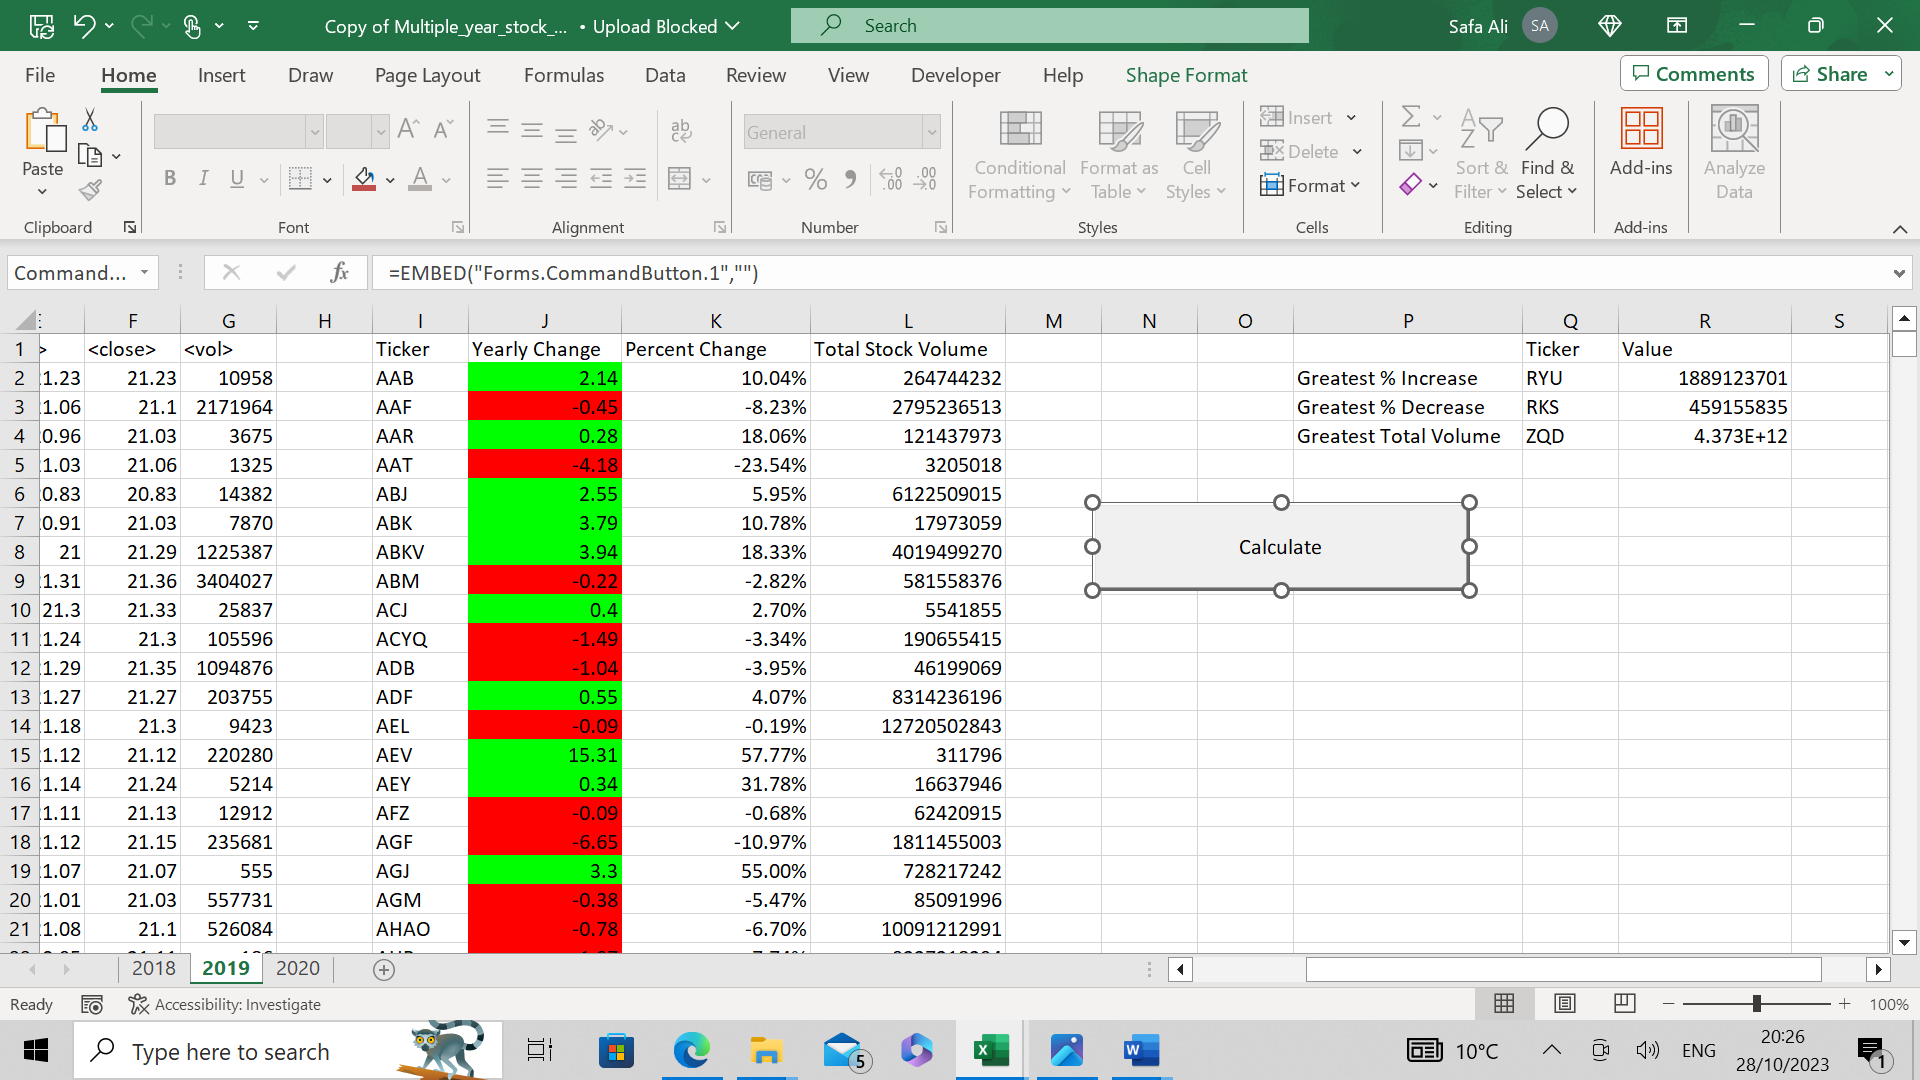 Copy of Multiple_year_stock_... • Upload Blocked
Search
Safa Ali
SA
File Home Insert Draw Page Layout Formulas Data Review View Developer Help Shape Format
Comments
Share
Paste
Clipboard
B I U A
Font
ab
Alignment
General
Number
Conditional Formatting
Format as Table
Cell Styles
Styles
Insert
Delete
Format
Cells
Sort & Filter
Find & Select
Editing
Add-ins
Add-ins
Analyze Data
Command...
fx
=EMBED("Forms.CommandButton.1","")
F G H I J K L M N O P Q R S
1 > <close> <vol> Ticker Yearly Change Percent Change Total Stock Volume Ticker Value
2 1.23 21.23 10958 AAB 2.14 10.04% 264744232 Greatest % Increase RYU 1889123701
3 1.06 21.1 2171964 AAF -0.45 -8.23% 2795236513 Greatest % Decrease RKS 459155835
4 0.96 21.03 3675 AAR 0.28 18.06% 121437973 Greatest Total Volume ZQD 4.373E+12
5 1.03 21.06 1325 AAT -4.18 -23.54% 3205018
6 0.83 20.83 14382 ABJ 2.55 5.95% 6122509015
7 0.91 21.03 7870 ABK 3.79 10.78% 17973059
8 21 21.29 1225387 ABKV 3.94 18.33% 4019499270
9 1.31 21.36 3404027 ABM -0.22 -2.82% 581558376
10 21.3 21.33 25837 ACJ 0.4 2.70% 5541855
11 1.24 21.3 105596 ACYQ -1.49 -3.34% 190655415
12 1.29 21.35 1094876 ADB -1.04 -3.95% 46199069
13 1.27 21.27 203755 ADF 0.55 4.07% 8314236196
14 1.18 21.3 9423 AEL -0.09 -0.19% 12720502843
15 1.12 21.12 220280 AEV 15.31 57.77% 311796
16 1.14 21.24 5214 AEY 0.34 31.78% 16637946
17 1.11 21.13 12912 AFZ -0.09 -0.68% 62420915
18 1.12 21.15 235681 AGF -6.65 -10.97% 1811455003
19 1.07 21.07 555 AGJ 3.3 55.00% 728217242
20 1.01 21.03 557731 AGM -0.38 -5.47% 85091996
21 1.08 21.1 526084 AHAO -0.78 -6.70% 10091212991
Calculate
2018 2019 2020
Ready
Accessibility: Investigate
100%
Type here to search
5
10°C
ENG
20:26
28/10/2023
1